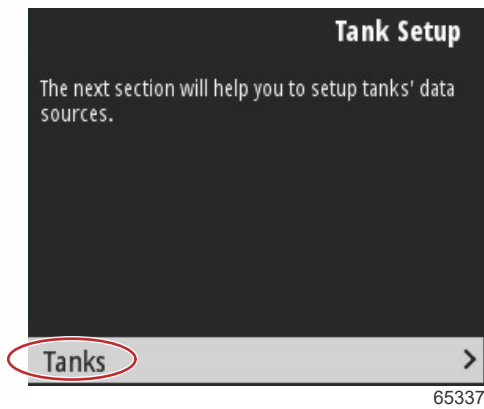 Tank Setup
The next section will help you to setup tanks' data
sources.
Tanks >
65337